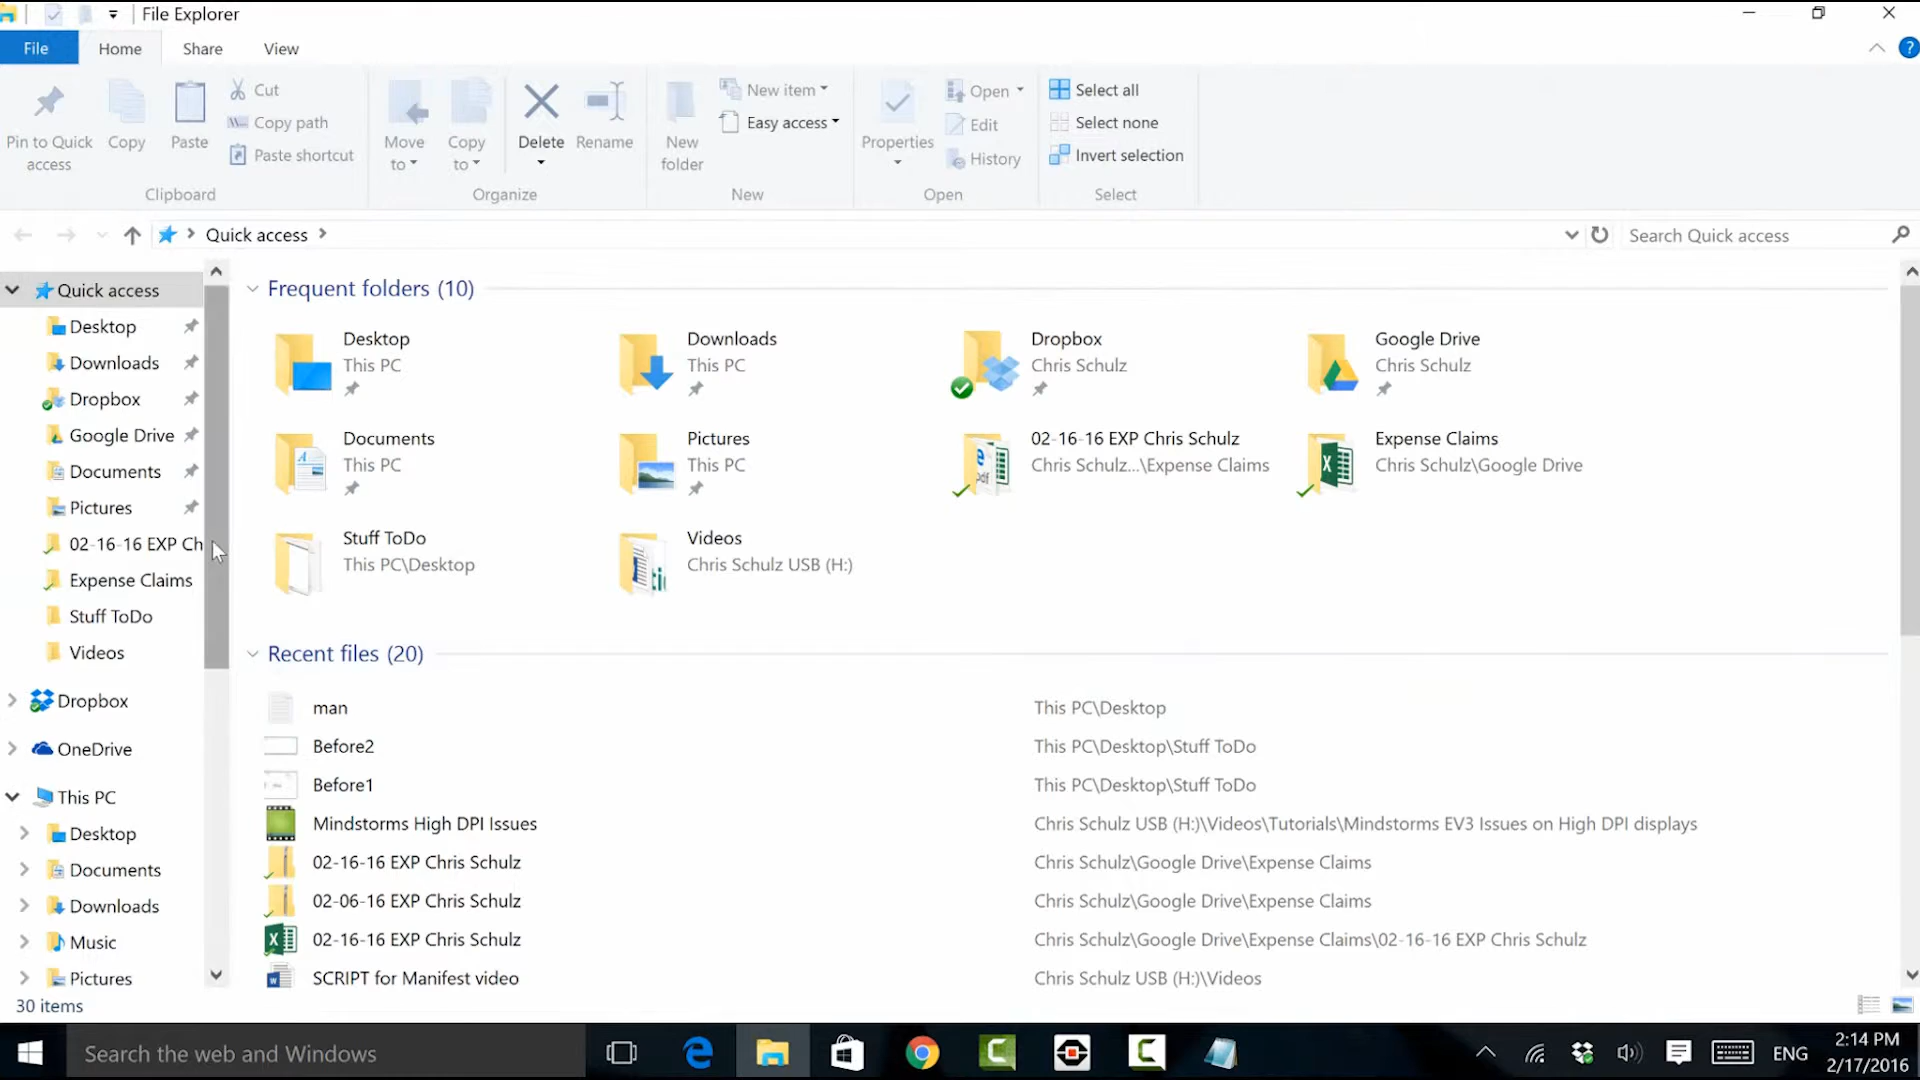 File Explorer
File Home Share View
Pin to Quick access
Copy
Paste
Cut
Copy path
Paste shortcut
Clipboard
Move to
Copy to
Delete
Rename
Organize
New folder
New item
Easy access
New
Properties
Open
Edit
History
Open
Select all
Select none
Invert selection
Select
Quick access
Search Quick access
Quick access
Desktop
Downloads
Dropbox
Google Drive
Documents
Pictures
02-16-16 EXP Ch
Expense Claims
Stuff ToDo
Videos
Dropbox
OneDrive
This PC
Desktop
Documents
Downloads
Music
Pictures
Frequent folders (10)
Desktop
This PC
Downloads
This PC
Dropbox
Chris Schulz
Google Drive
Chris Schulz
Documents
This PC
Pictures
This PC
02-16-16 EXP Chris Schulz
Chris Schulz...\Expense Claims
Expense Claims
Chris Schulz\Google Drive
Stuff ToDo
This PC\Desktop
Videos
Chris Schulz USB (H:)
Recent files (20)
man This PC\Desktop
Before2 This PC\Desktop\Stuff ToDo
Before1 This PC\Desktop\Stuff ToDo
Mindstorms High DPI Issues Chris Schulz USB (H:)\Videos\Tutorials\Mindstorms EV3 Issues on High DPI displays
02-16-16 EXP Chris Schulz Chris Schulz\Google Drive\Expense Claims
02-06-16 EXP Chris Schulz Chris Schulz\Google Drive\Expense Claims
02-16-16 EXP Chris Schulz Chris Schulz\Google Drive\Expense Claims\02-16-16 EXP Chris Schulz
SCRIPT for Manifest video Chris Schulz USB (H:)\Videos
30 items
Search the web and Windows
ENG
2:14 PM
2/17/2016